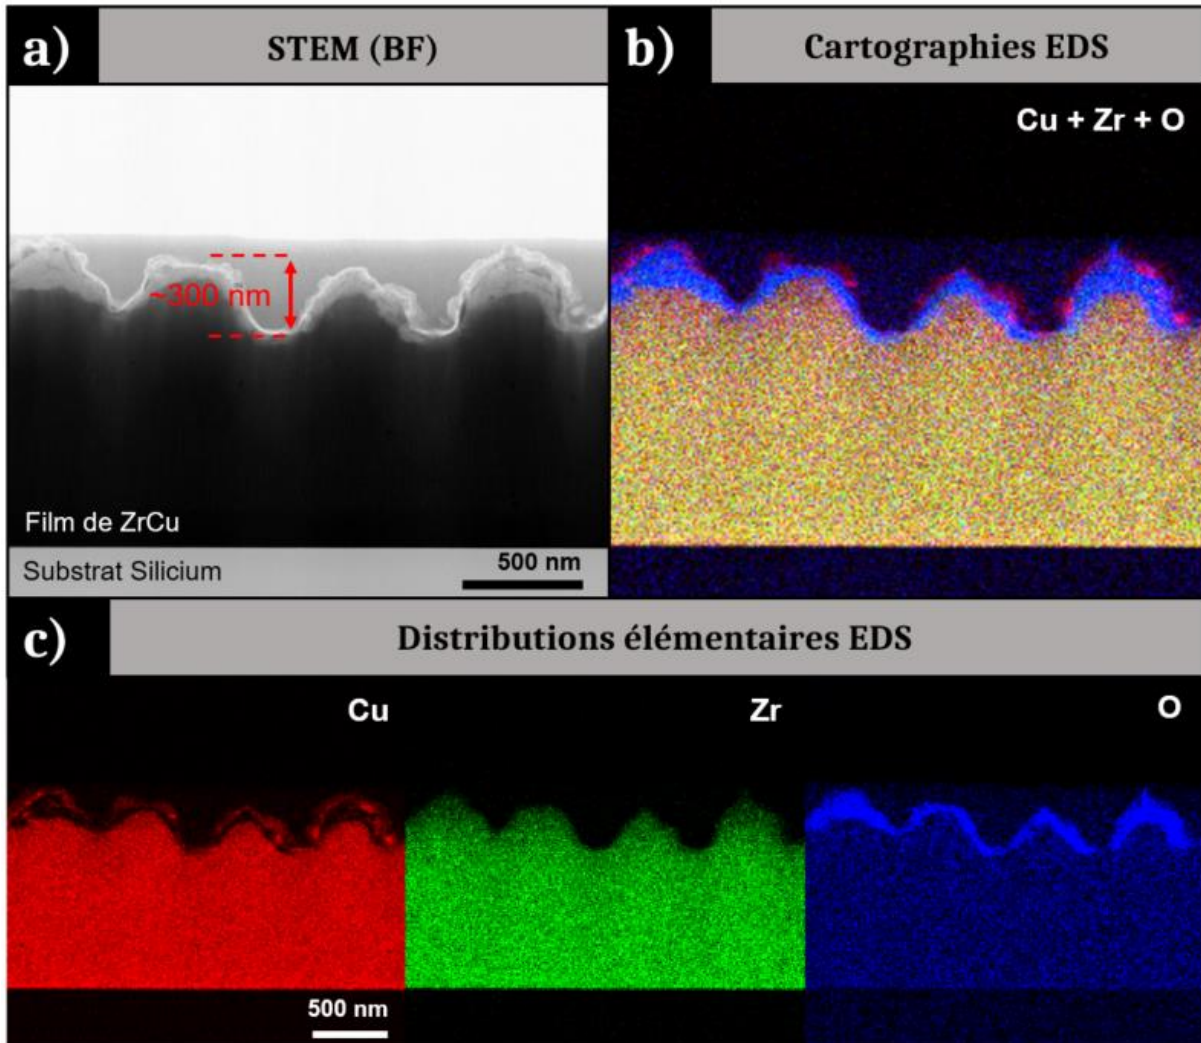 a)
STEM (BF)
b)
Cartographies EDS
Cu + Zr + O
~300 nm
Film de ZrCu
Substrat Silicium
500 nm
c)
Distributions élémentaires EDS
Cu
Zr
O
500 nm